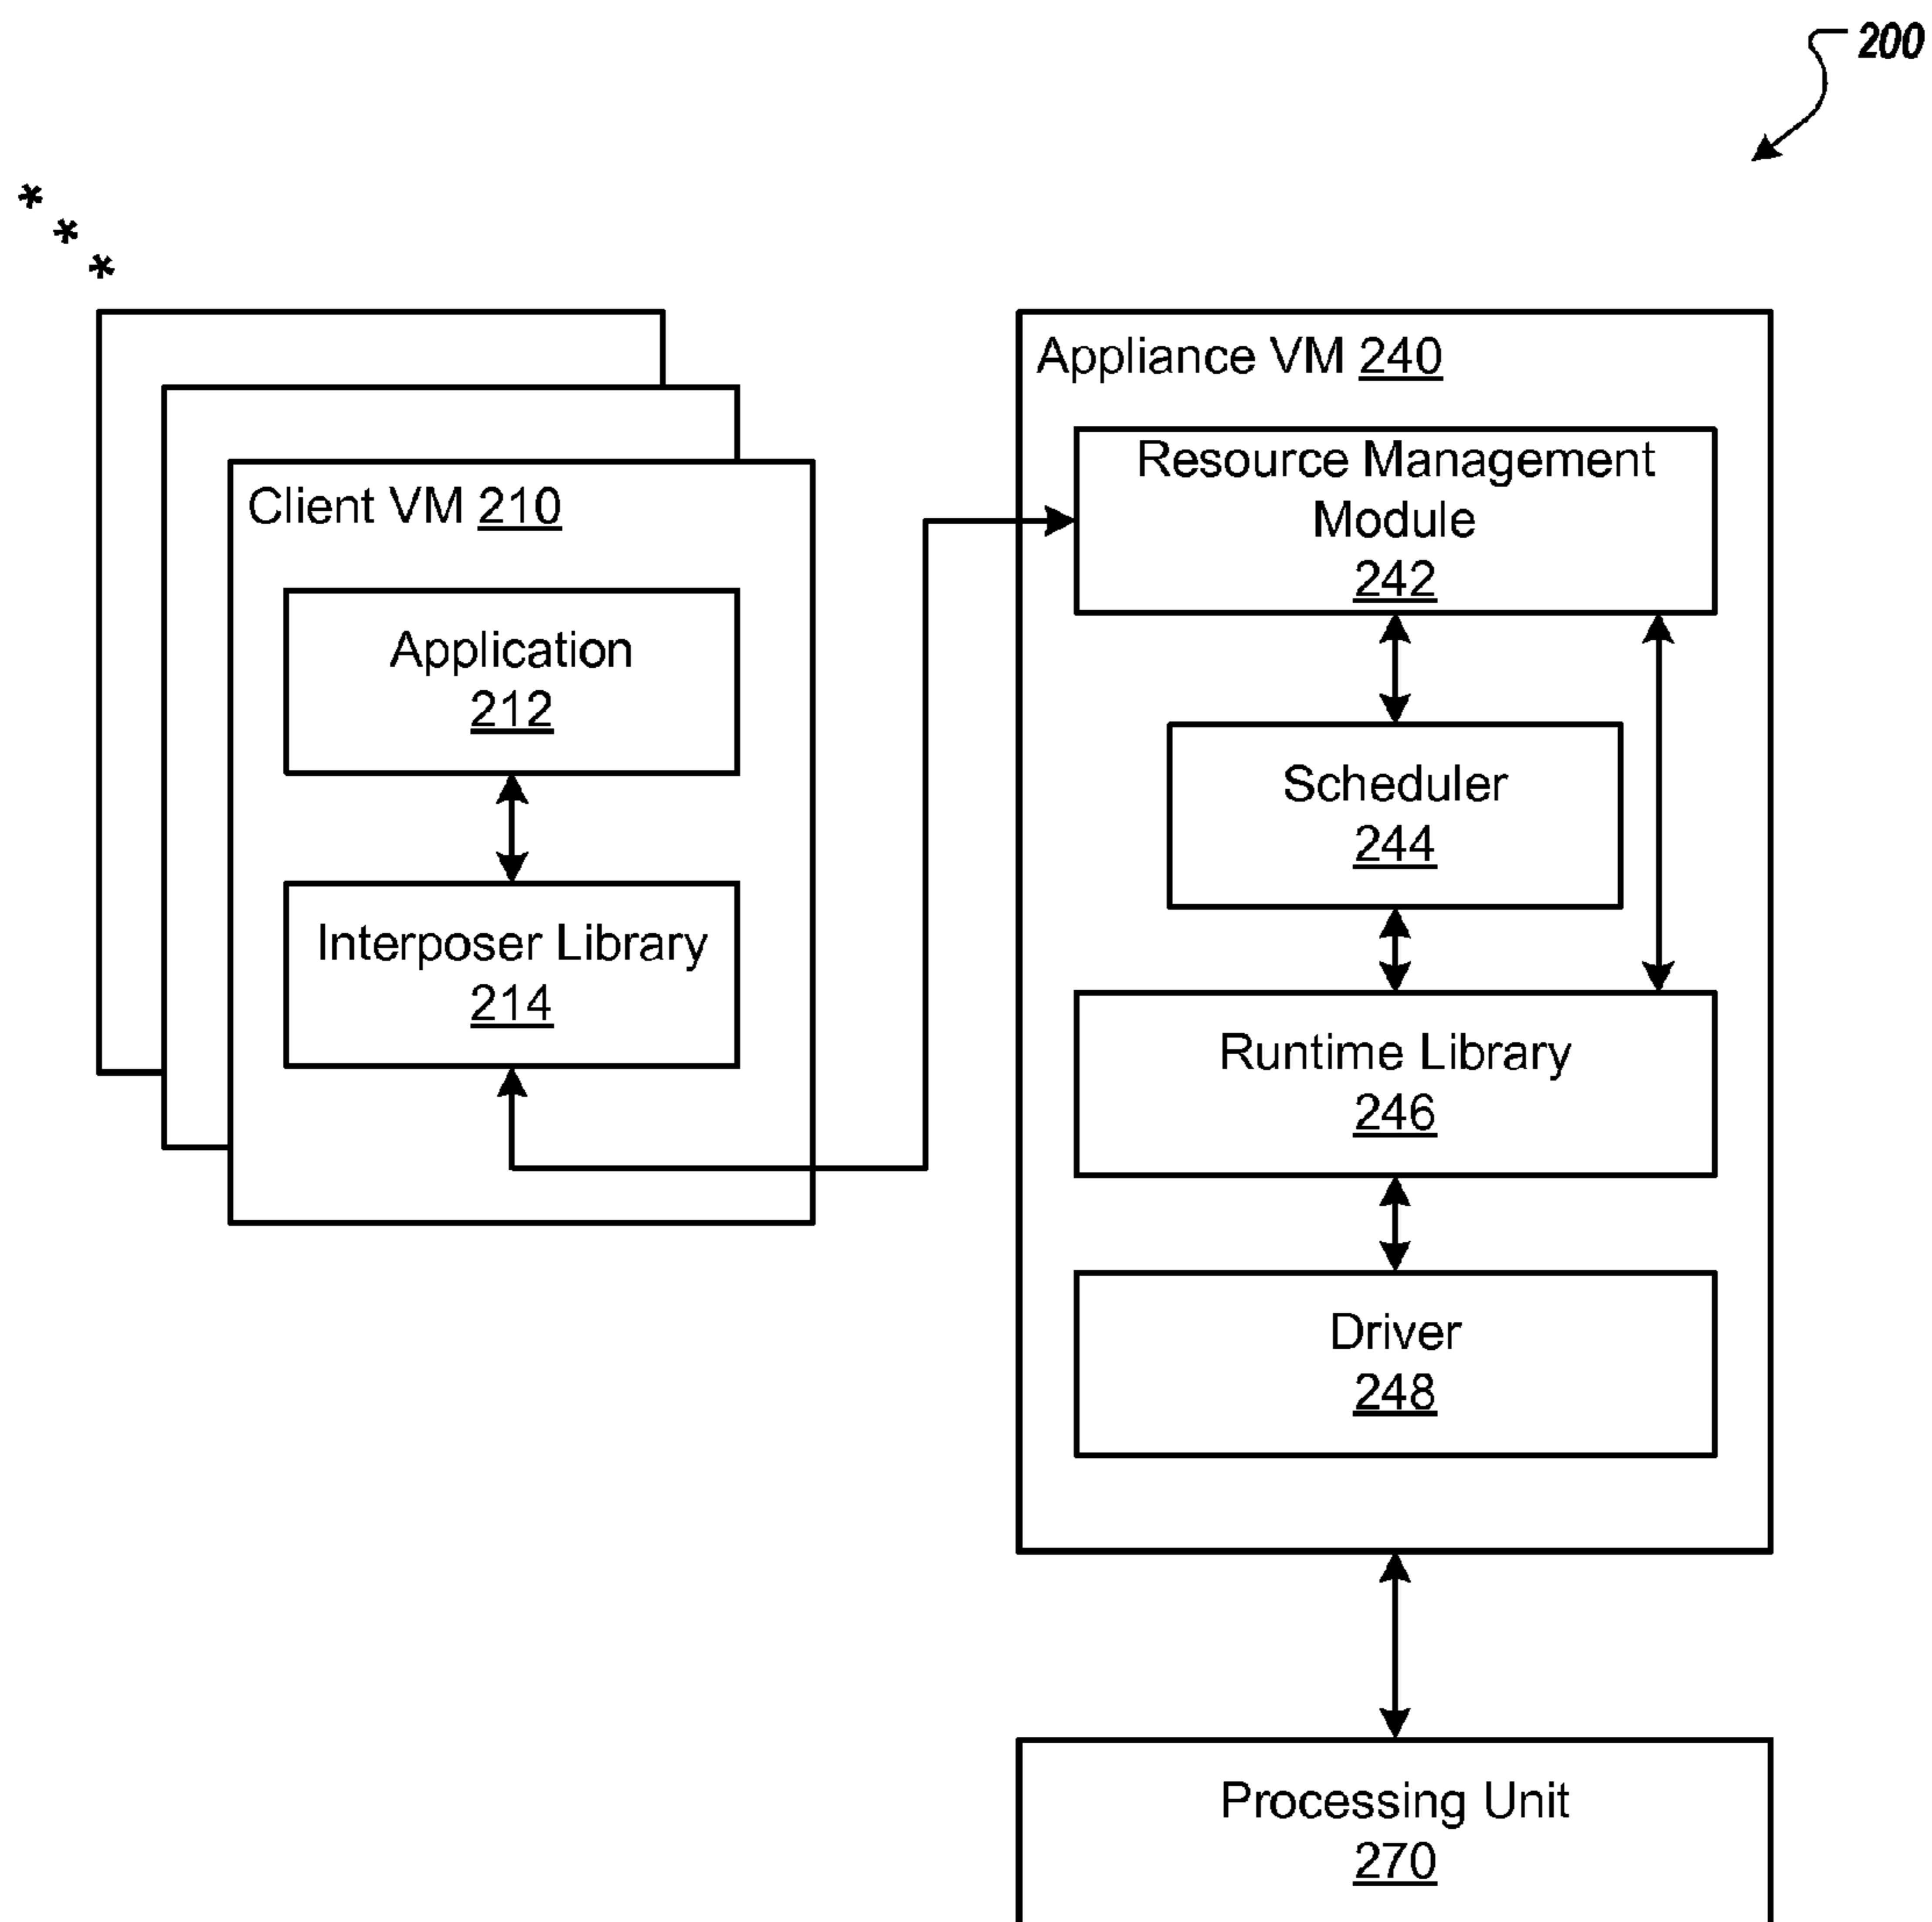 200
* * *
Client VM 210
Application
212
Interposer Library
214
Appliance VM 240
Resource Management
Module
242
Scheduler
244
Runtime Library
246
Driver
248
Processing Unit
270